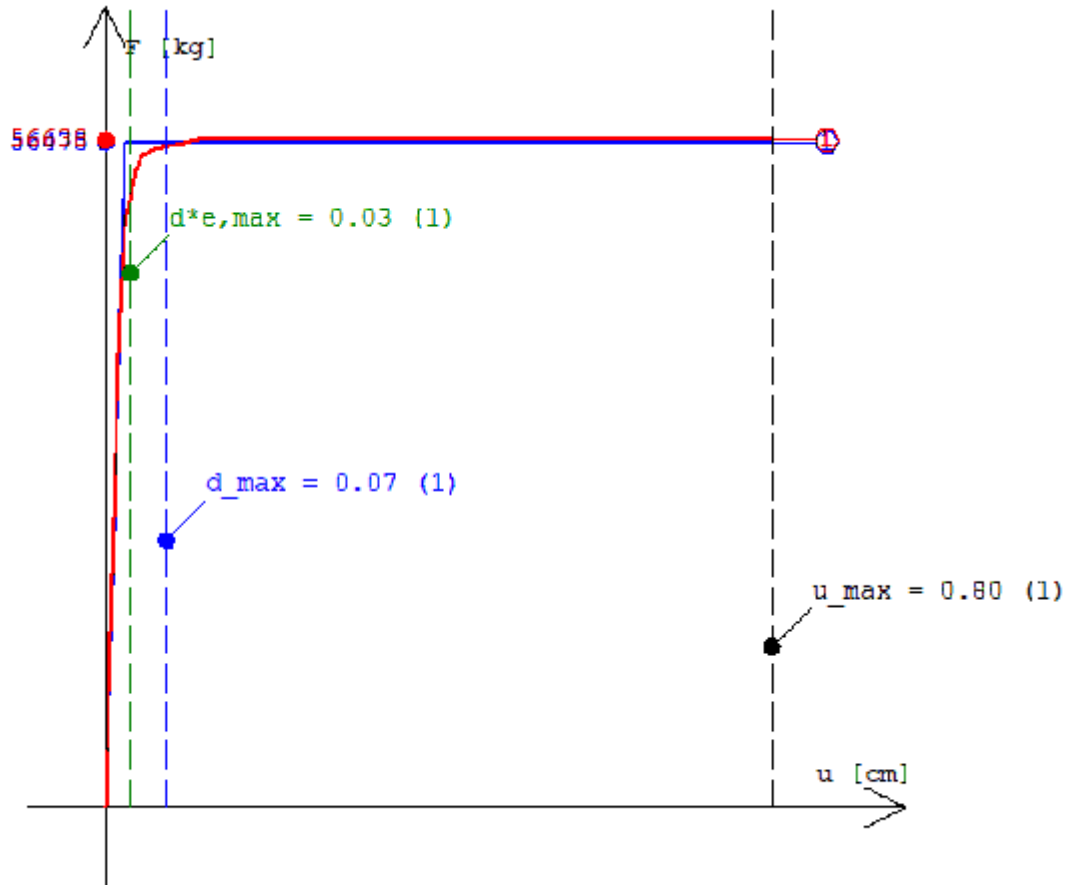 F [kg]
d*e,max = 0.03 (1)
d_max = 0.07 (1)
u_max = 0.80 (1)
u [cm]